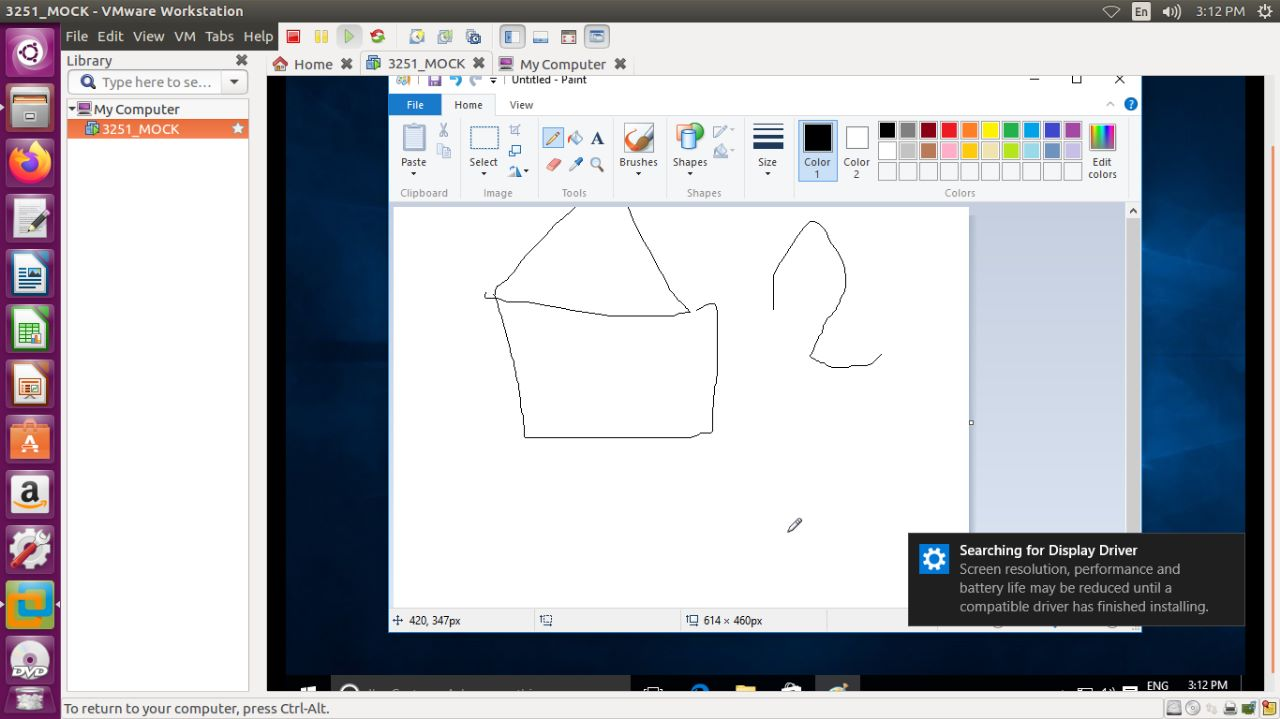 3251_MOCK - VMware Workstation
En
3:12 PM
File Edit View VM Tabs Help
Library
Type here to se...
My Computer
3251_MOCK
Home
3251_MOCK
My Computer
Untitled - Paint
File Home View
Paste
Select
Brushes
Shapes
Size
Color 1
Color 2
Edit colors
Clipboard
Image
Tools
Shapes
Colors
Searching for Display Driver
Screen resolution, performance and
battery life may be reduced until a
compatible driver has finished installing.
420, 347px
614 × 460px
ENG
3:12 PM
DVD
To return to your computer, press Ctrl-Alt.